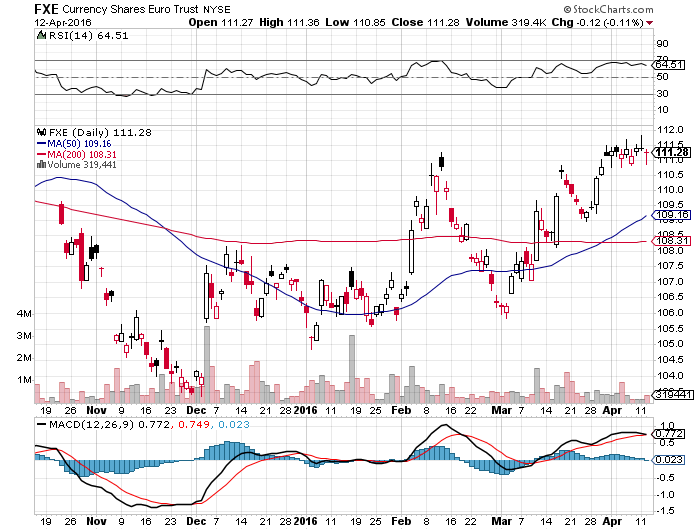 FXE Currency Shares Euro Trust NYSE © StockCharts.com
12-Apr-2016 Open 111.27 High 111.36 Low 110.85 Close 111.28 Volume 319.4K Chg -0.12 (-0.11%)
RSI(14) 64.51
90
70
64.51
50
30
10
FXE (Daily) 111.28
MA(50) 109.16
MA(200) 108.31
Volume 319,441
112.0
111.5
111.28
110.5
110.0
109.5
109.16
108.5
108.31
107.5
107.0
106.5
106.0
105.5
105.0
104.5
104.0
103.5
4M
3M
2M
1M
319441
19 26 Nov 9 16 23 Dec 7 14 21 28 2016 11 19 25 Feb 8 16 22 Mar 7 14 21 28 Apr 11
MACD(12,26,9) 0.772, 0.749, 0.023
1.0
0.772
0.5
0.023
-0.5
-1.0
-1.5
19 26 Nov 9 16 23 Dec 7 14 21 28 2016 11 19 25 Feb 8 16 22 Mar 7 14 21 28 Apr 11